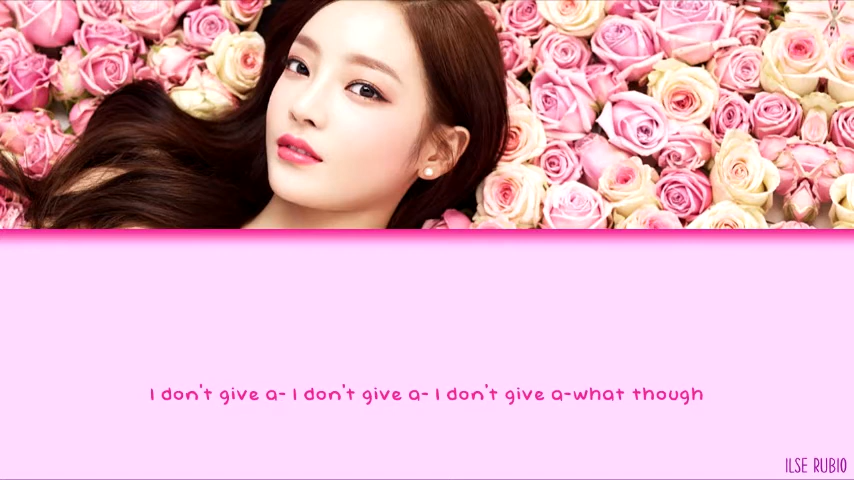 I don't give a- I don't give a- I don't give a-what though
ILSE RUBIO